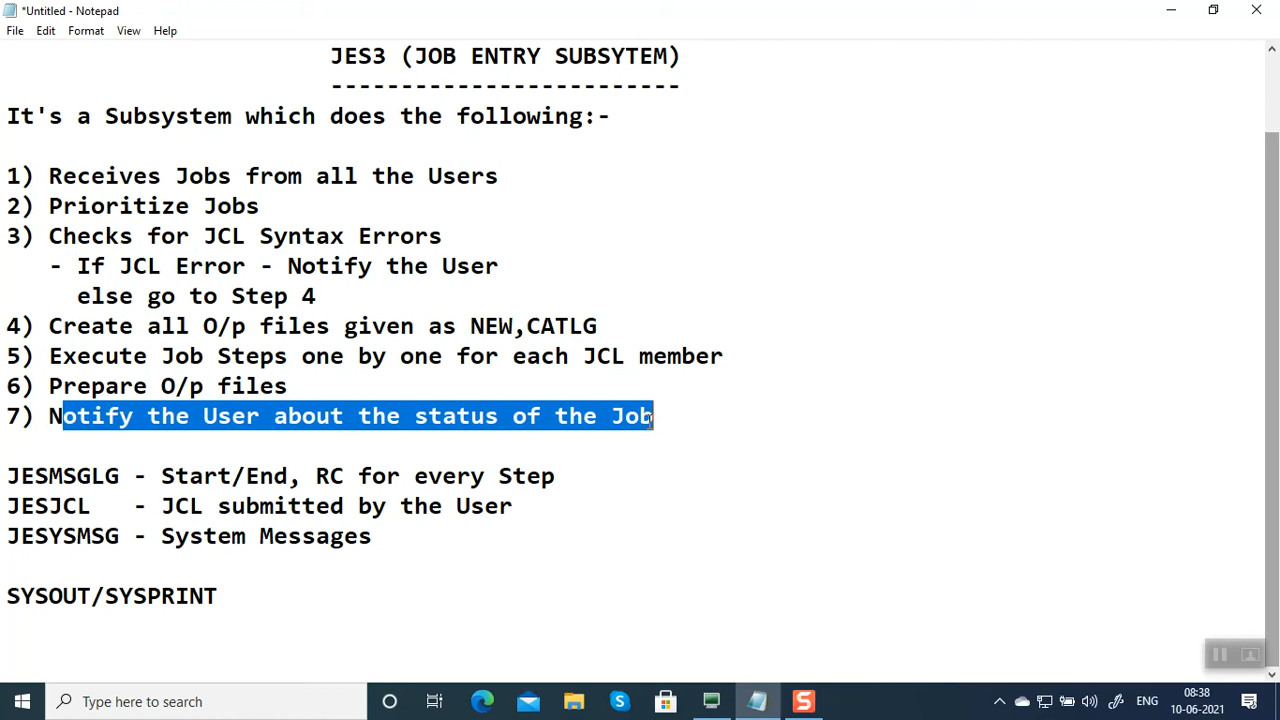 *Untitled - Notepad
File Edit Format View Help
JES3 (JOB ENTRY SUBSYTEM)
-------------------------
It's a Subsystem which does the following:-
1) Receives Jobs from all the Users
2) Prioritize Jobs
3) Checks for JCL Syntax Errors
- If JCL Error - Notify the User
else go to Step 4
4) Create all O/p files given as NEW,CATLG
5) Execute Job Steps one by one for each JCL member
6) Prepare O/p files
7) Notify the User about the status of the Job
JESMSGLG - Start/End, RC for every Step
JESJCL - JCL submitted by the User
JESYSMSG - System Messages
SYSOUT/SYSPRINT
Type here to search
ENG
08:38
10-06-2021